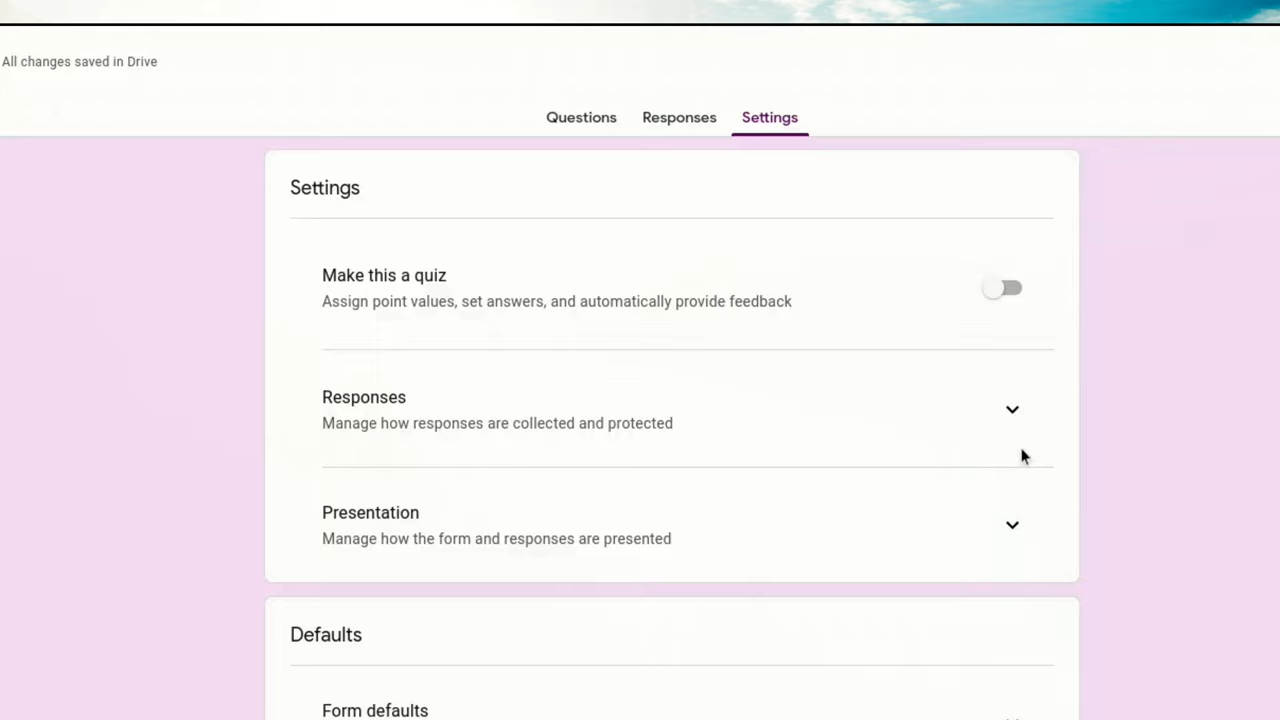 All changes saved in Drive
Questions Responses Settings
Settings
Make this a quiz
Assign point values, set answers, and automatically provide feedback
Responses
Manage how responses are collected and protected
Presentation
Manage how the form and responses are presented
Defaults
Form defaults